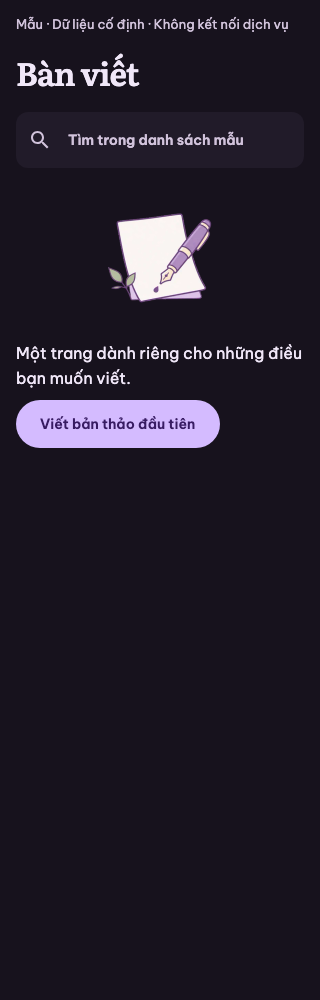 Mẫu · Dữ liệu cố định · Không kết nối dịch vụ
Bàn viết
Tìm trong danh sách mẫu
Một trang dành riêng cho những điều
bạn muốn viết.
Viết bản thảo đầu tiên